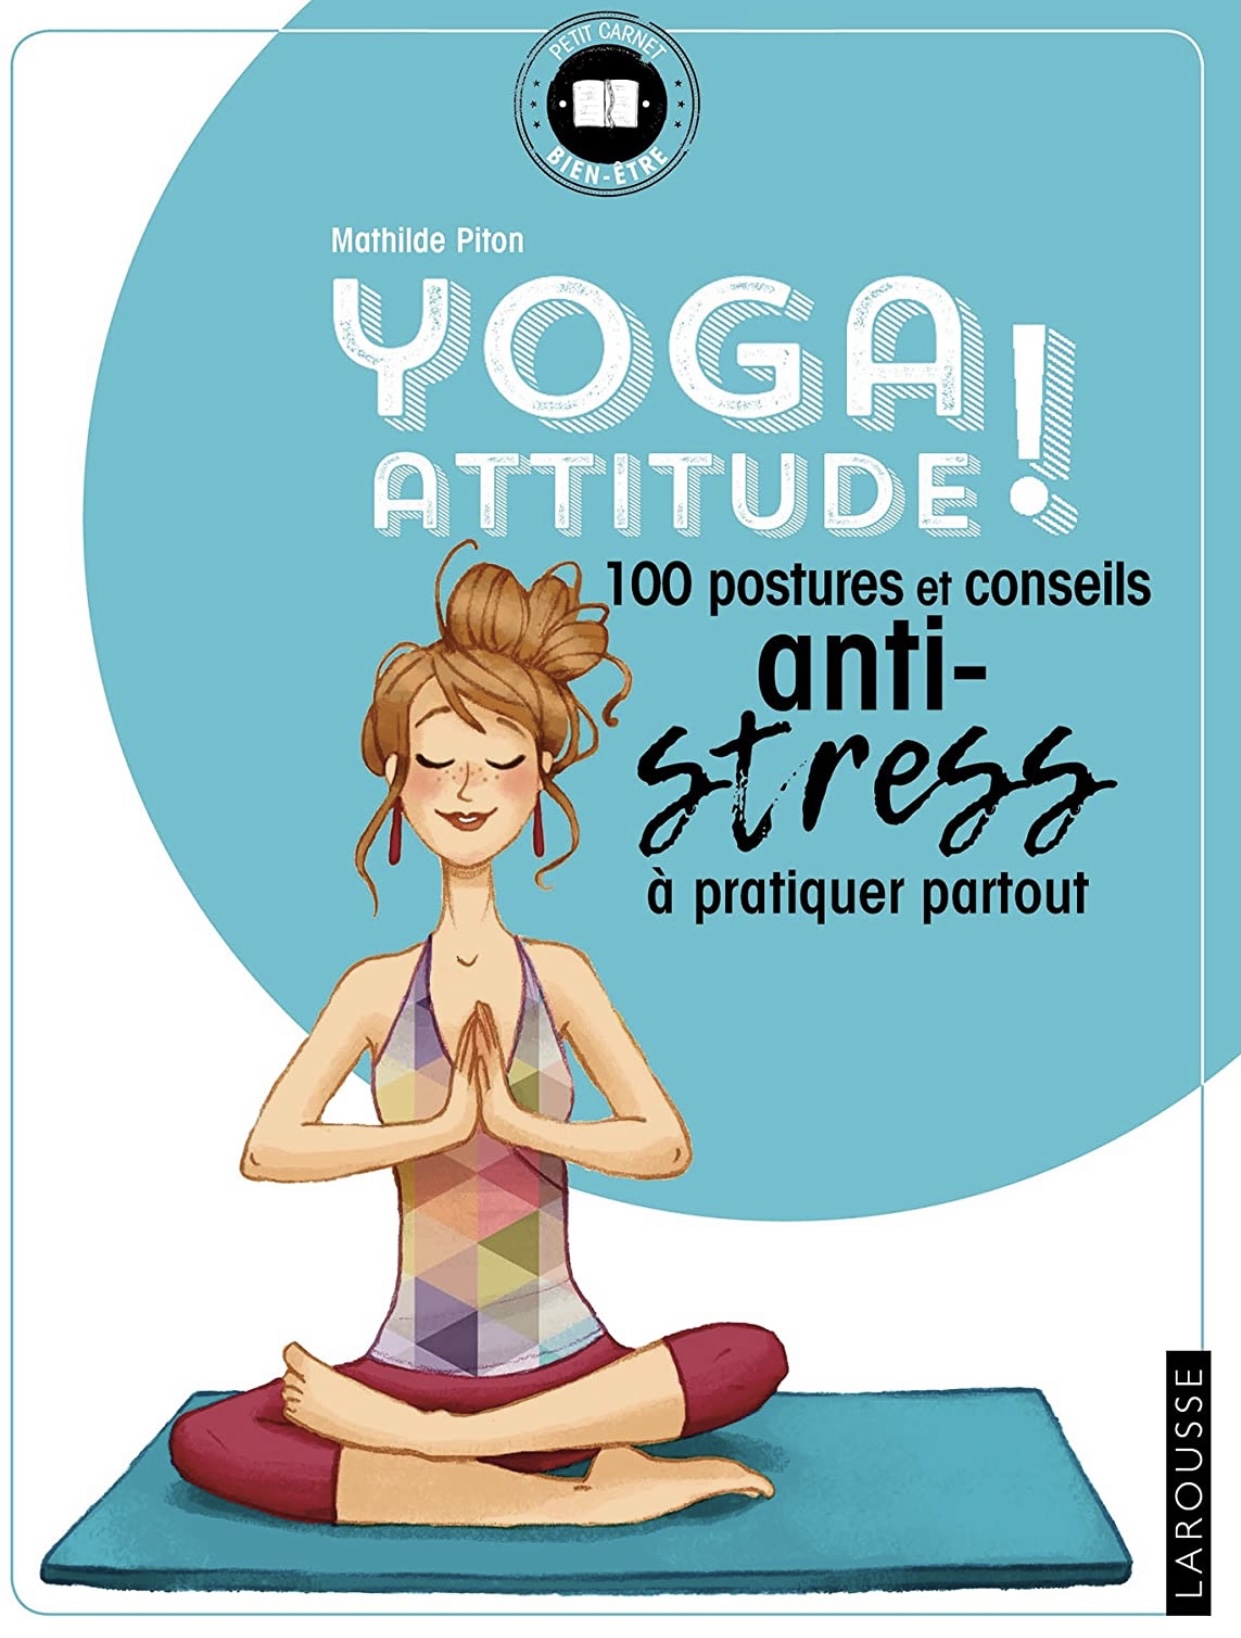 PETIT CARNET
BIEN-ÊTRE
Mathilde Piton
YOGA
ATTITUDE !
100 postures et conseils
anti-
stress
à pratiquer partout
LAROUSSE